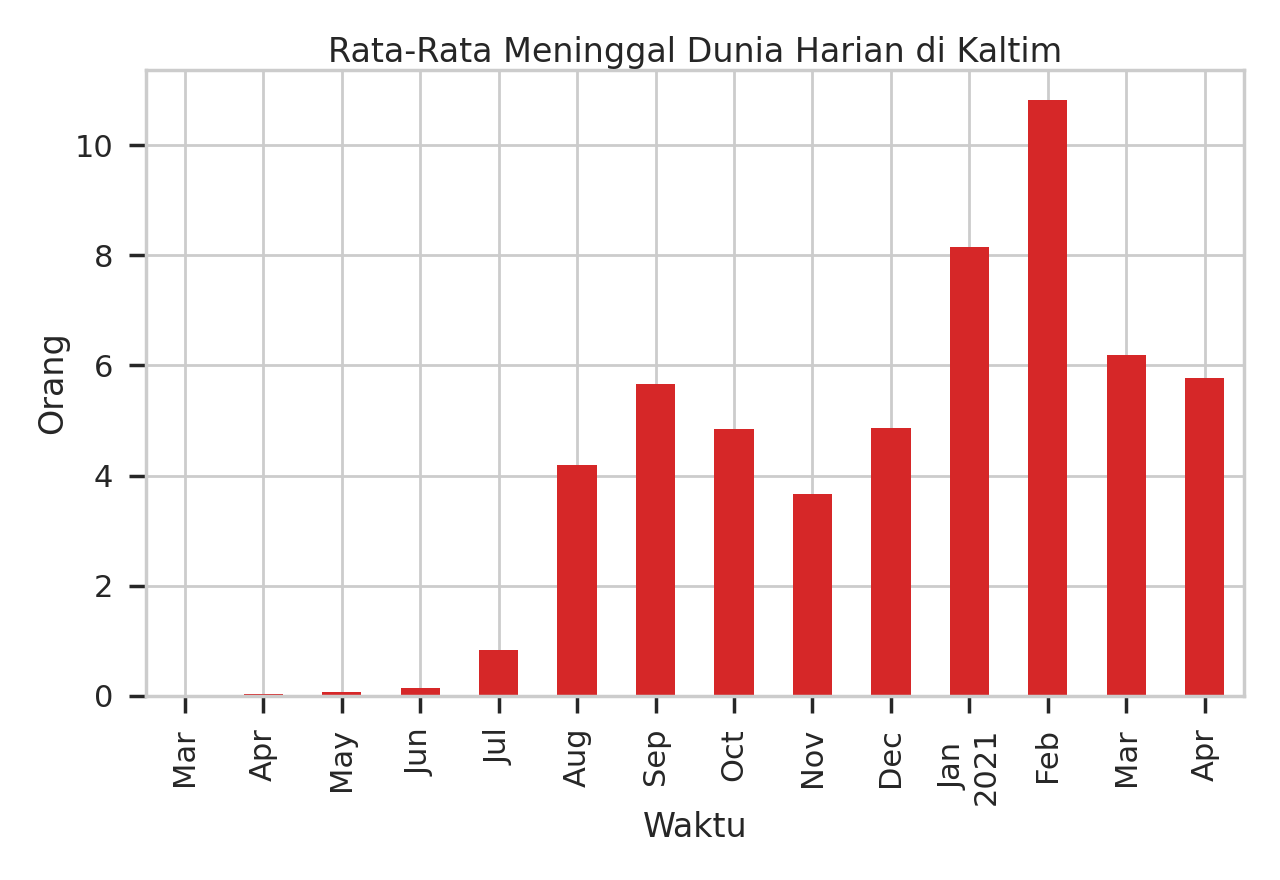 Rata-Rata Meninggal Dunia Harian di Kaltim
10
8
6
4
2
0
Orang
Mar
Apr
May
Jun
Jul
Aug
Sep
Oct
Nov
Dec
Jan
2021
Feb
Mar
Apr
Waktu